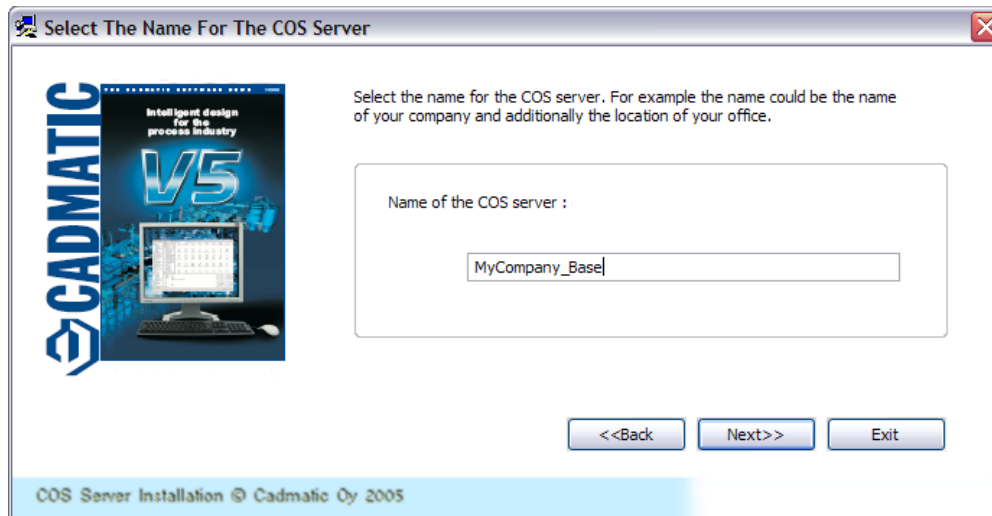 Select The Name For The COS Server
CADMATIC
THE CADMATIC SOFTWARE NEWS
Intelligent design
for the
process industry
V5
Select the name for the COS server. For example the name could be the name
of your company and additionally the location of your office.
Name of the COS server :
MyCompany_Base
<<Back
Next>>
Exit
COS Server Installation © Cadmatic Oy 2005